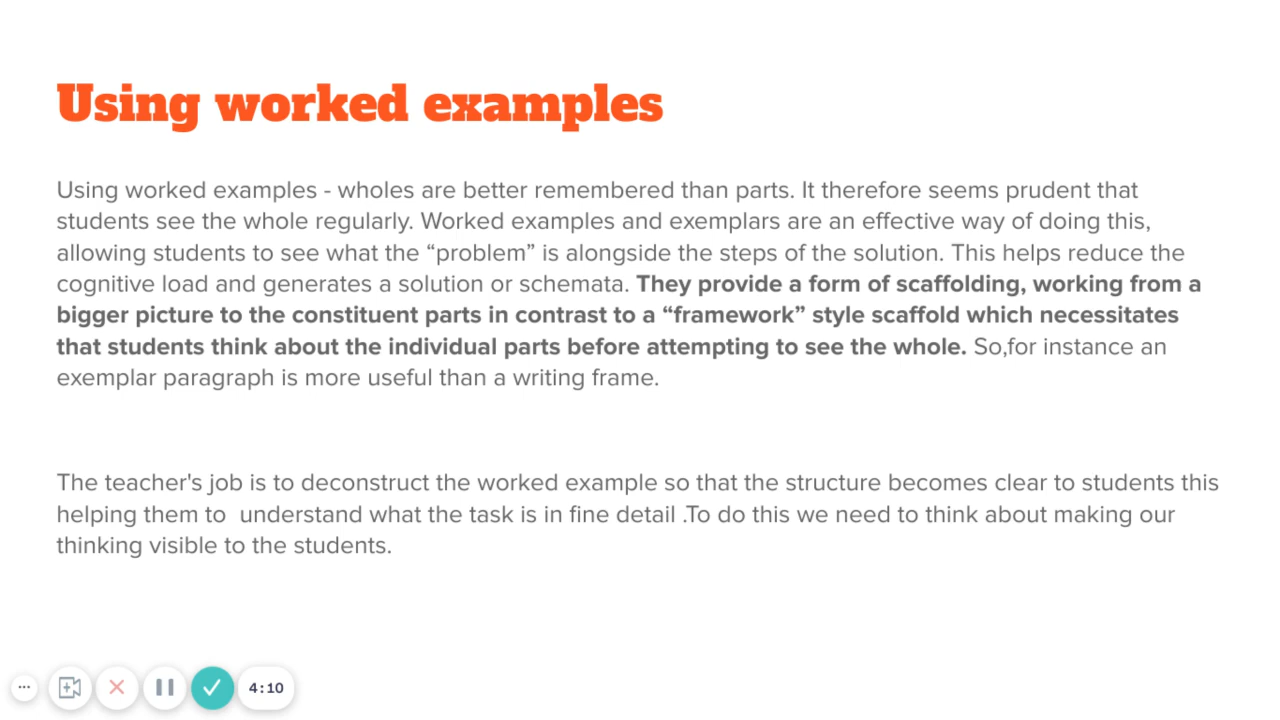 Using worked examples
Using worked examples - wholes are better remembered than parts. It therefore seems prudent that
students see the whole regularly. Worked examples and exemplars are an effective way of doing this,
allowing students to see what the “problem” is alongside the steps of the solution. This helps reduce the
cognitive load and generates a solution or schemata. They provide a form of scaffolding, working from a
bigger picture to the constituent parts in contrast to a “framework” style scaffold which necessitates
that students think about the individual parts before attempting to see the whole. So,for instance an
exemplar paragraph is more useful than a writing frame.
The teacher's job is to deconstruct the worked example so that the structure becomes clear to students this
helping them to  understand what the task is in fine detail .To do this we need to think about making our
thinking visible to the students.
4:10